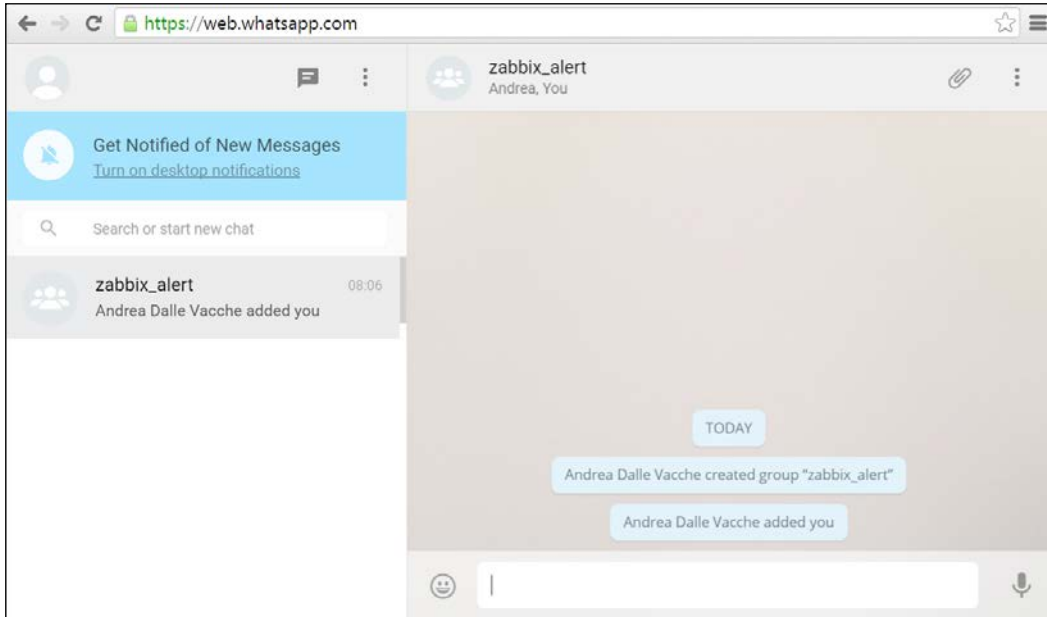 https://web.whatsapp.com
zabbix_alert
Andrea, You
Get Notified of New Messages
Turn on desktop notifications
Search or start new chat
zabbix_alert 08:06
Andrea Dalle Vacche added you
TODAY
Andrea Dalle Vacche created group “zabbix_alert”
Andrea Dalle Vacche added you